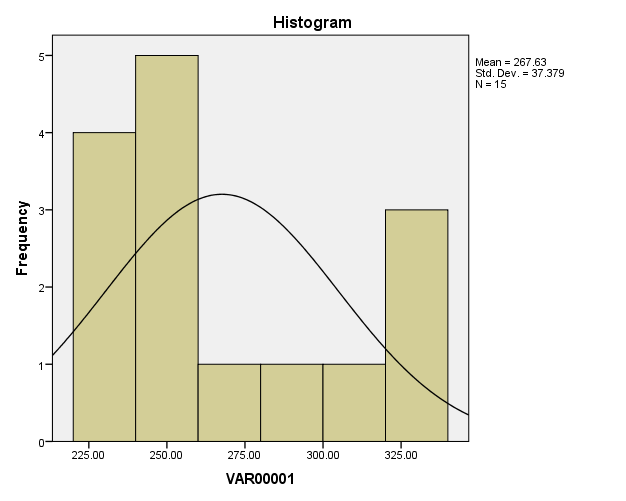 Histogram
Mean = 267.63
Std. Dev. = 37.379
N = 15
Frequency
5
4
3
2
1
0
225.00 250.00 275.00 300.00 325.00
VAR00001